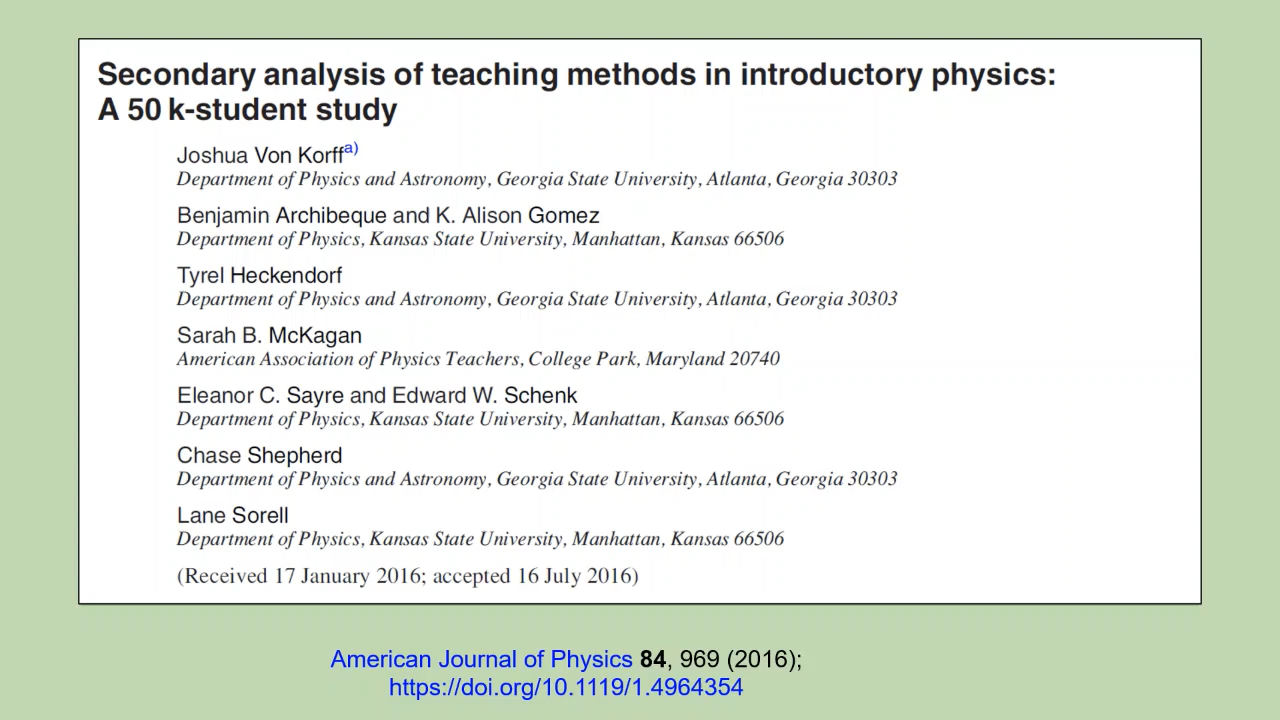 Secondary analysis of teaching methods in introductory physics:
A 50 k-student study
Joshua Von Korff a)
Department of Physics and Astronomy, Georgia State University, Atlanta, Georgia 30303
Benjamin Archibeque and K. Alison Gomez
Department of Physics, Kansas State University, Manhattan, Kansas 66506
Tyrel Heckendorf
Department of Physics and Astronomy, Georgia State University, Atlanta, Georgia 30303
Sarah B. McKagan
American Association of Physics Teachers, College Park, Maryland 20740
Eleanor C. Sayre and Edward W. Schenk
Department of Physics, Kansas State University, Manhattan, Kansas 66506
Chase Shepherd
Department of Physics and Astronomy, Georgia State University, Atlanta, Georgia 30303
Lane Sorell
Department of Physics, Kansas State University, Manhattan, Kansas 66506
(Received 17 January 2016; accepted 16 July 2016)
American Journal of Physics 84, 969 (2016);
https://doi.org/10.1119/1.4964354